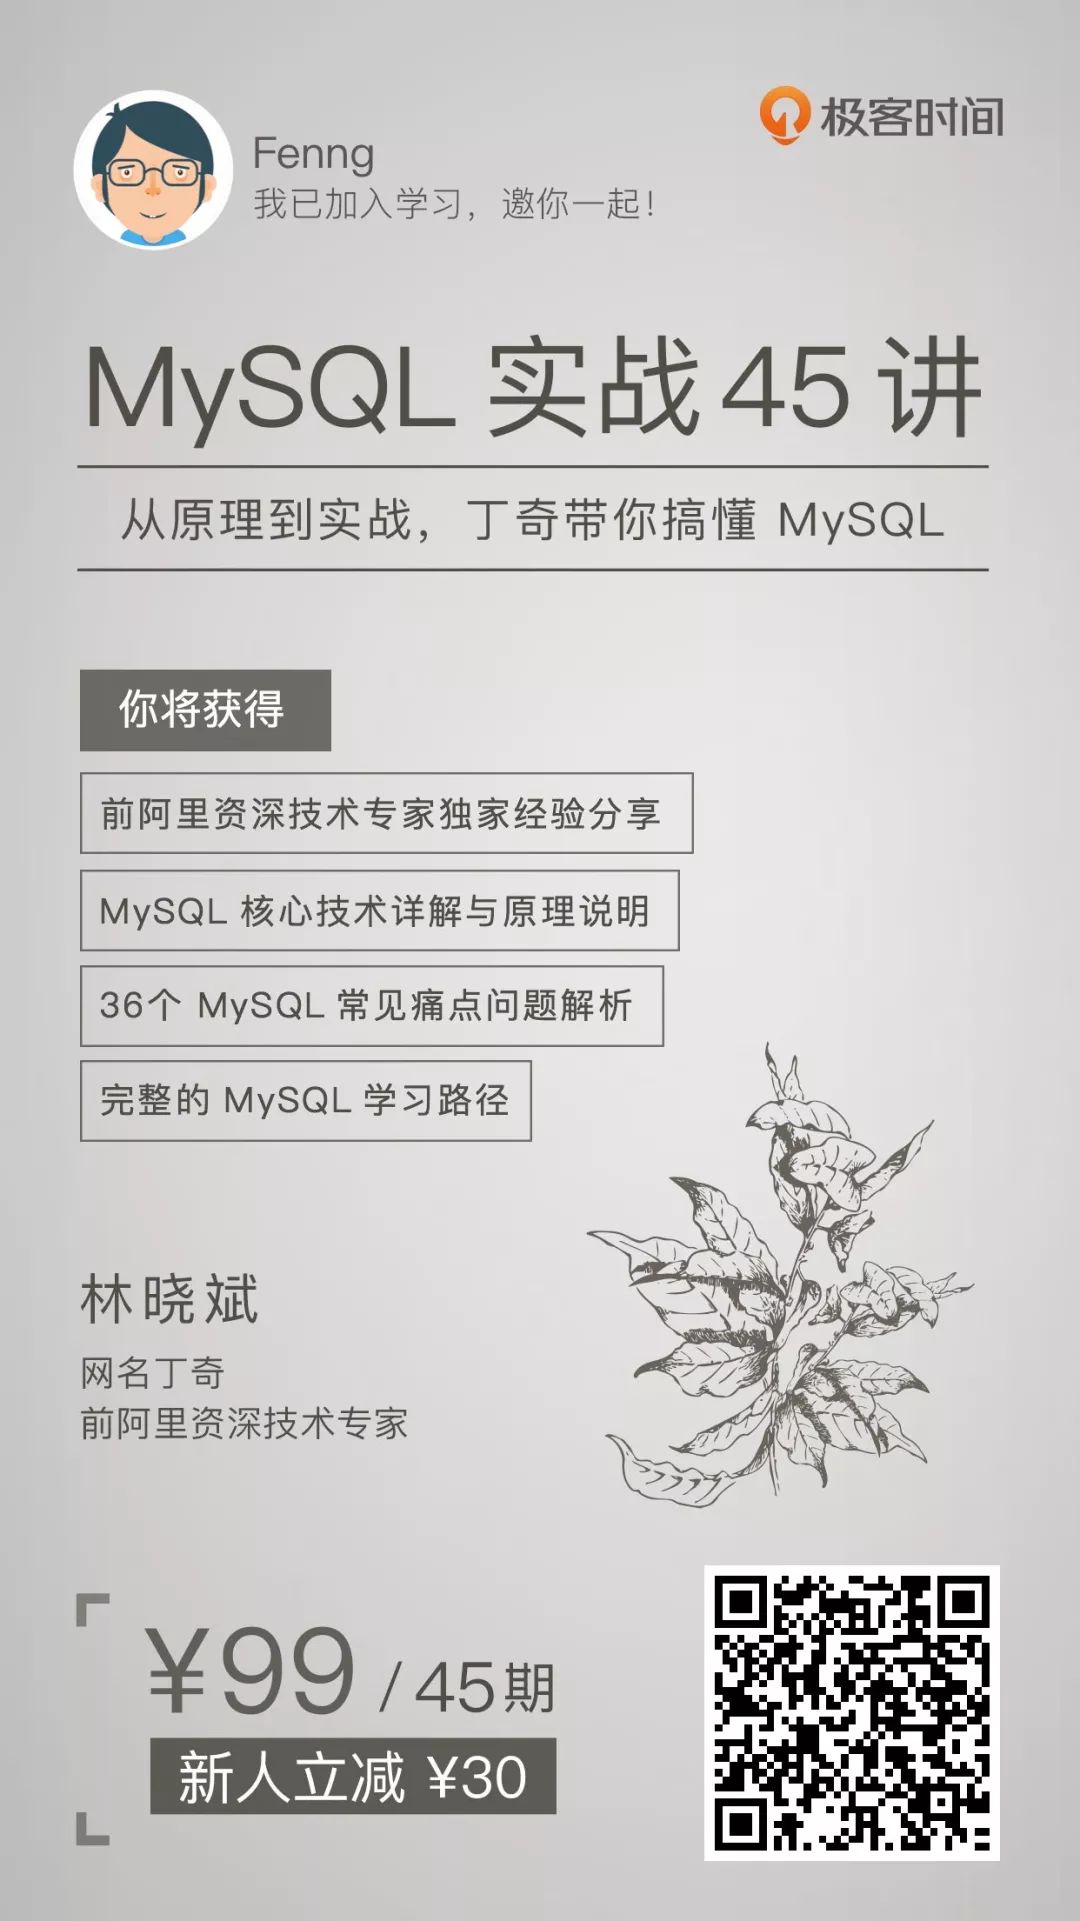 极客时间
Fenng
我已加入学习，邀你一起！
MySQL 实战 45 讲
从原理到实战，丁奇带你搞懂 MySQL
你将获得
前阿里资深技术专家独家经验分享
MySQL 核心技术详解与原理说明
36个 MySQL 常见痛点问题解析
完整的 MySQL 学习路径
林晓斌
网名丁奇
前阿里资深技术专家
¥99 / 45期
新人立减 ¥30